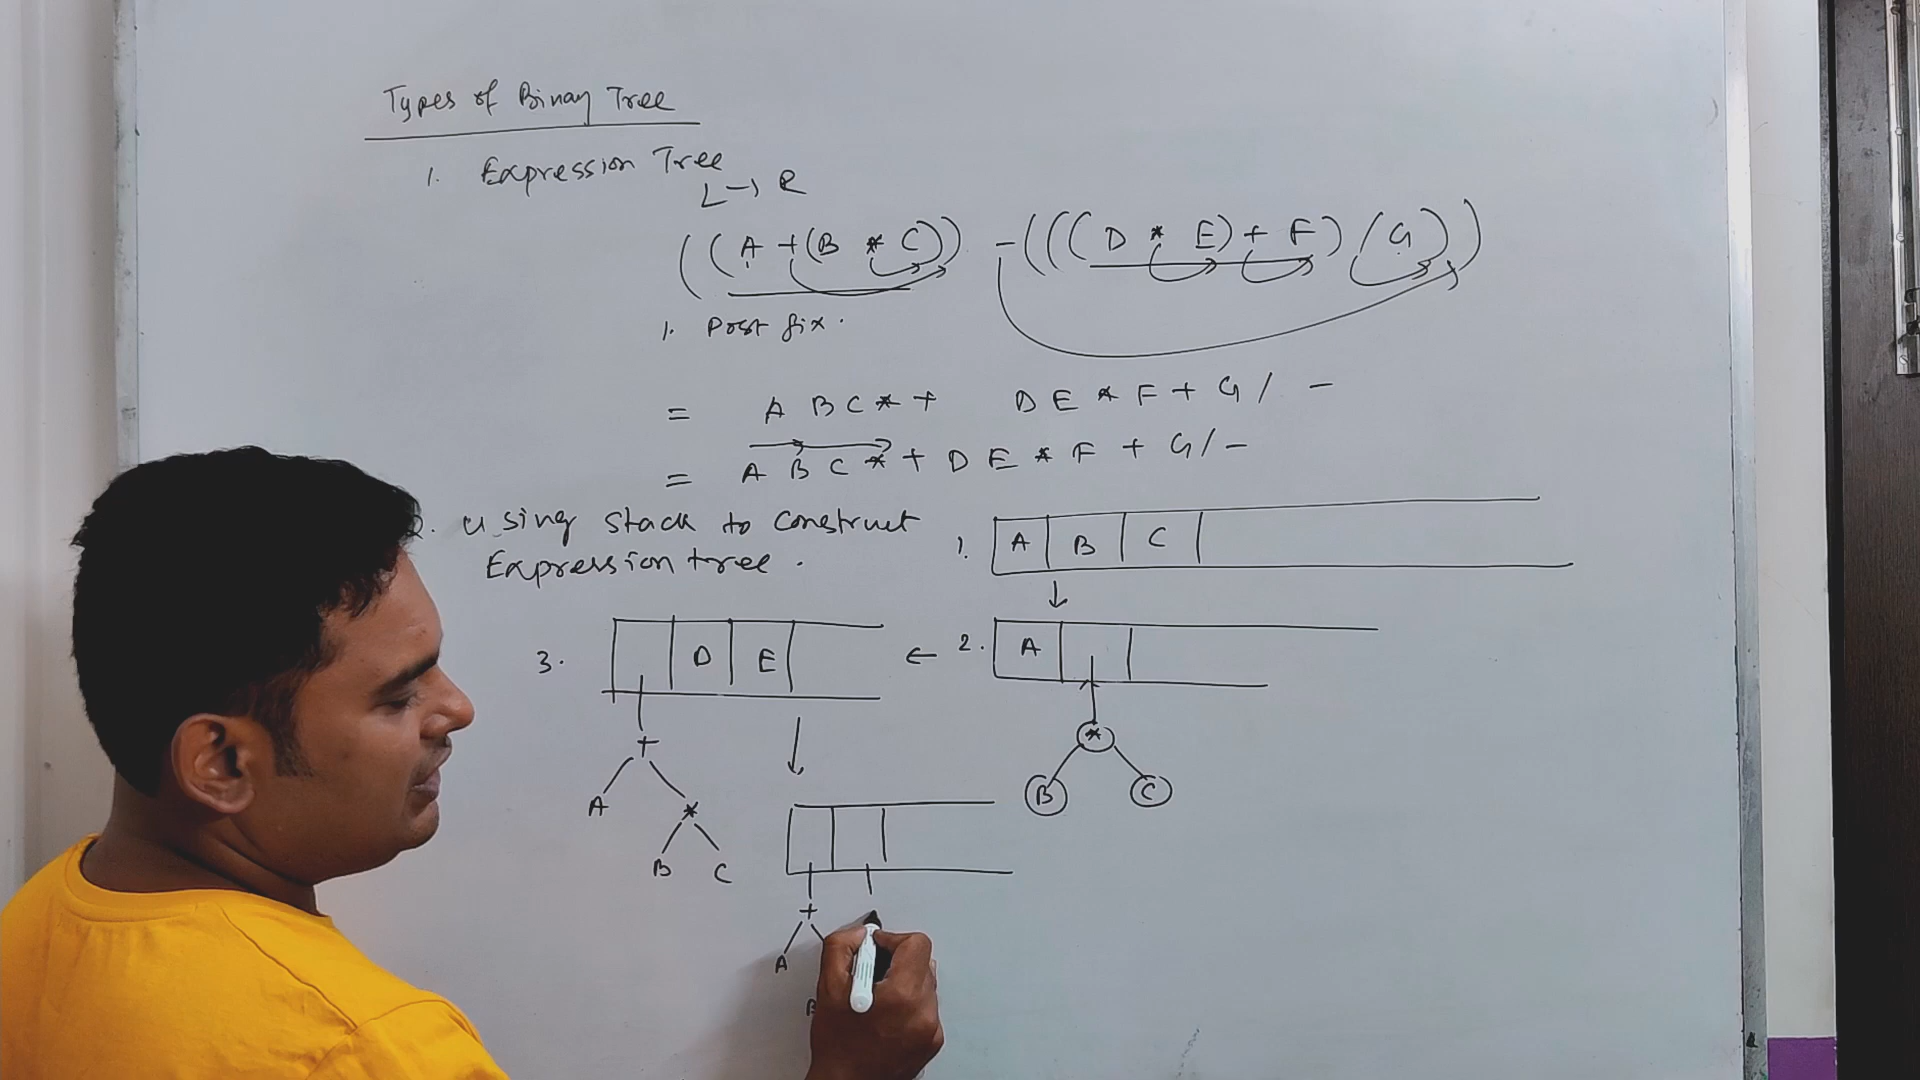 Types of Binay Tree
1. Expression Tree
L → R
((A + (B * C)) - (((D * E) + F) / G))
1. Post fix.
= A B C * + D E * F + G / -
= A B C * + D E * F + G / -
2. using stack to construct
Expression tree.
1. A B C
2. A
*
B C
3. D E
+
A *
B C
+
A
B